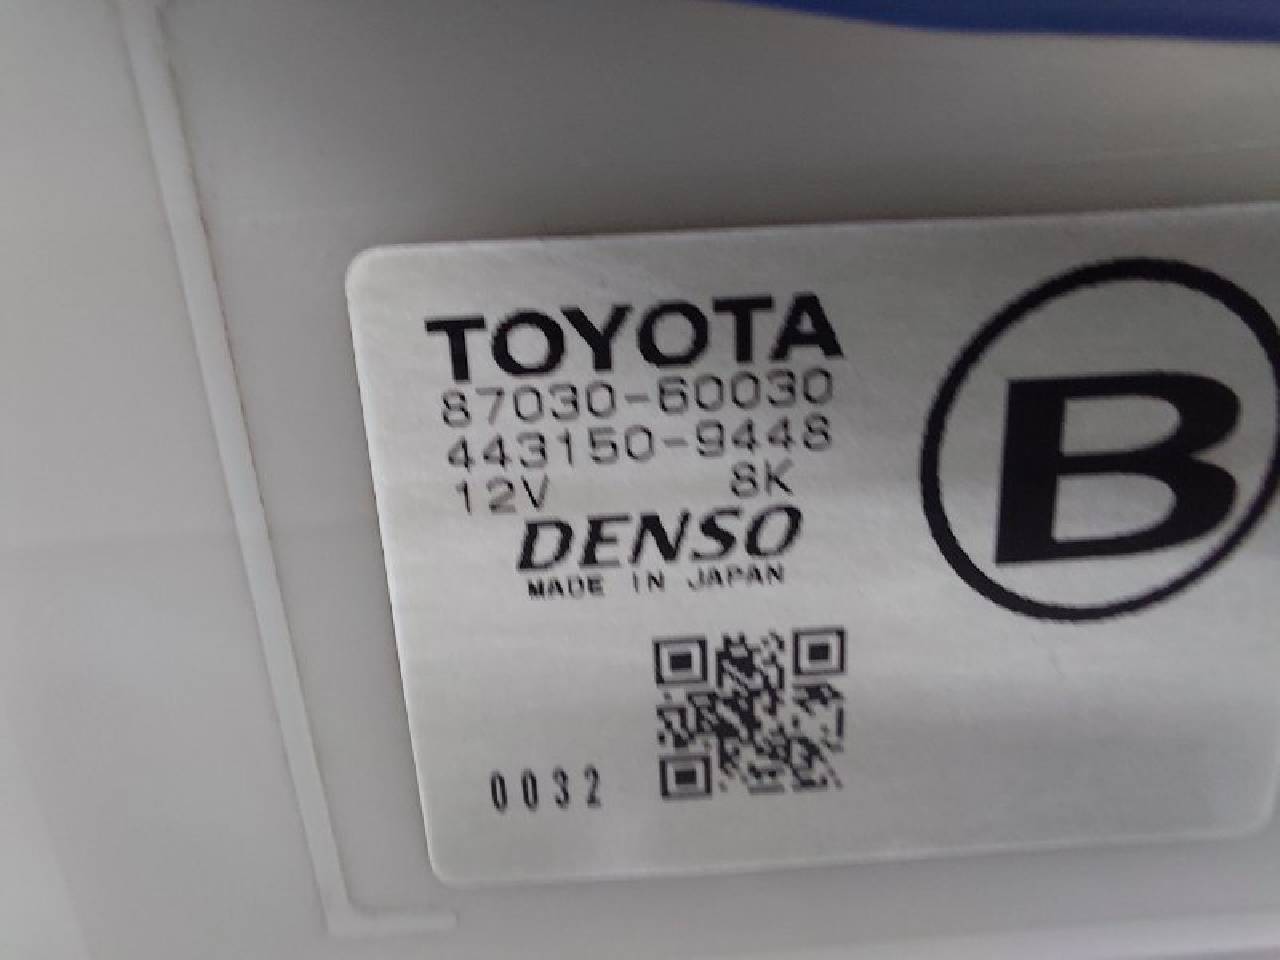 TOYOTA
87030-60030
443150-9448
12V 8K
DENSO
MADE IN JAPAN
0032
B